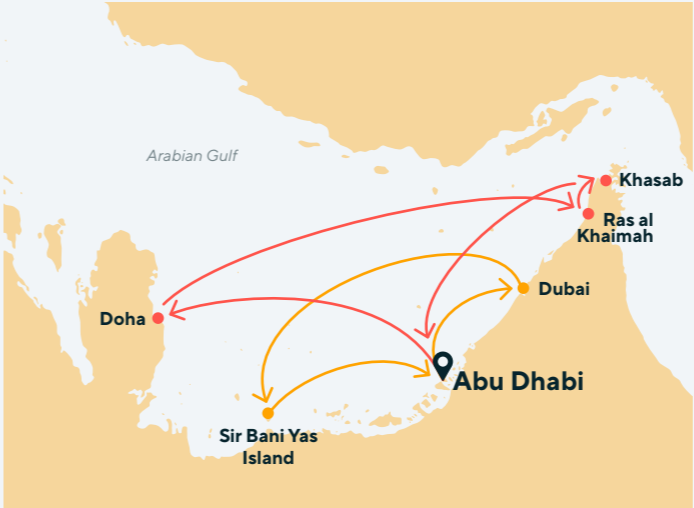 Arabian Gulf
Khasab
Ras al
Khaimah
Dubai
Doha
Abu Dhabi
Sir Bani Yas
Island